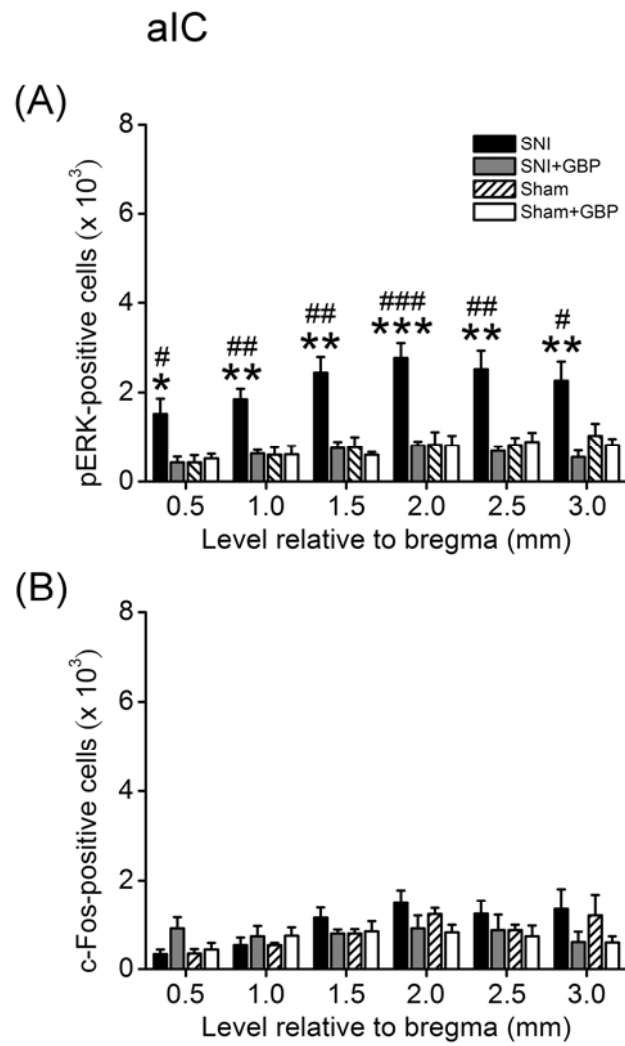 aIC
(A)
pERK-positive cells (x 10³)
8
6
4
2
0
SNI
SNI+GBP
Sham
Sham+GBP
# ## ## ### ## #
* ** ** *** ** **
0.5 1.0 1.5 2.0 2.5 3.0
Level relative to bregma (mm)
(B)
c-Fos-positive cells (x 10³)
8
6
4
2
0
0.5 1.0 1.5 2.0 2.5 3.0
Level relative to bregma (mm)